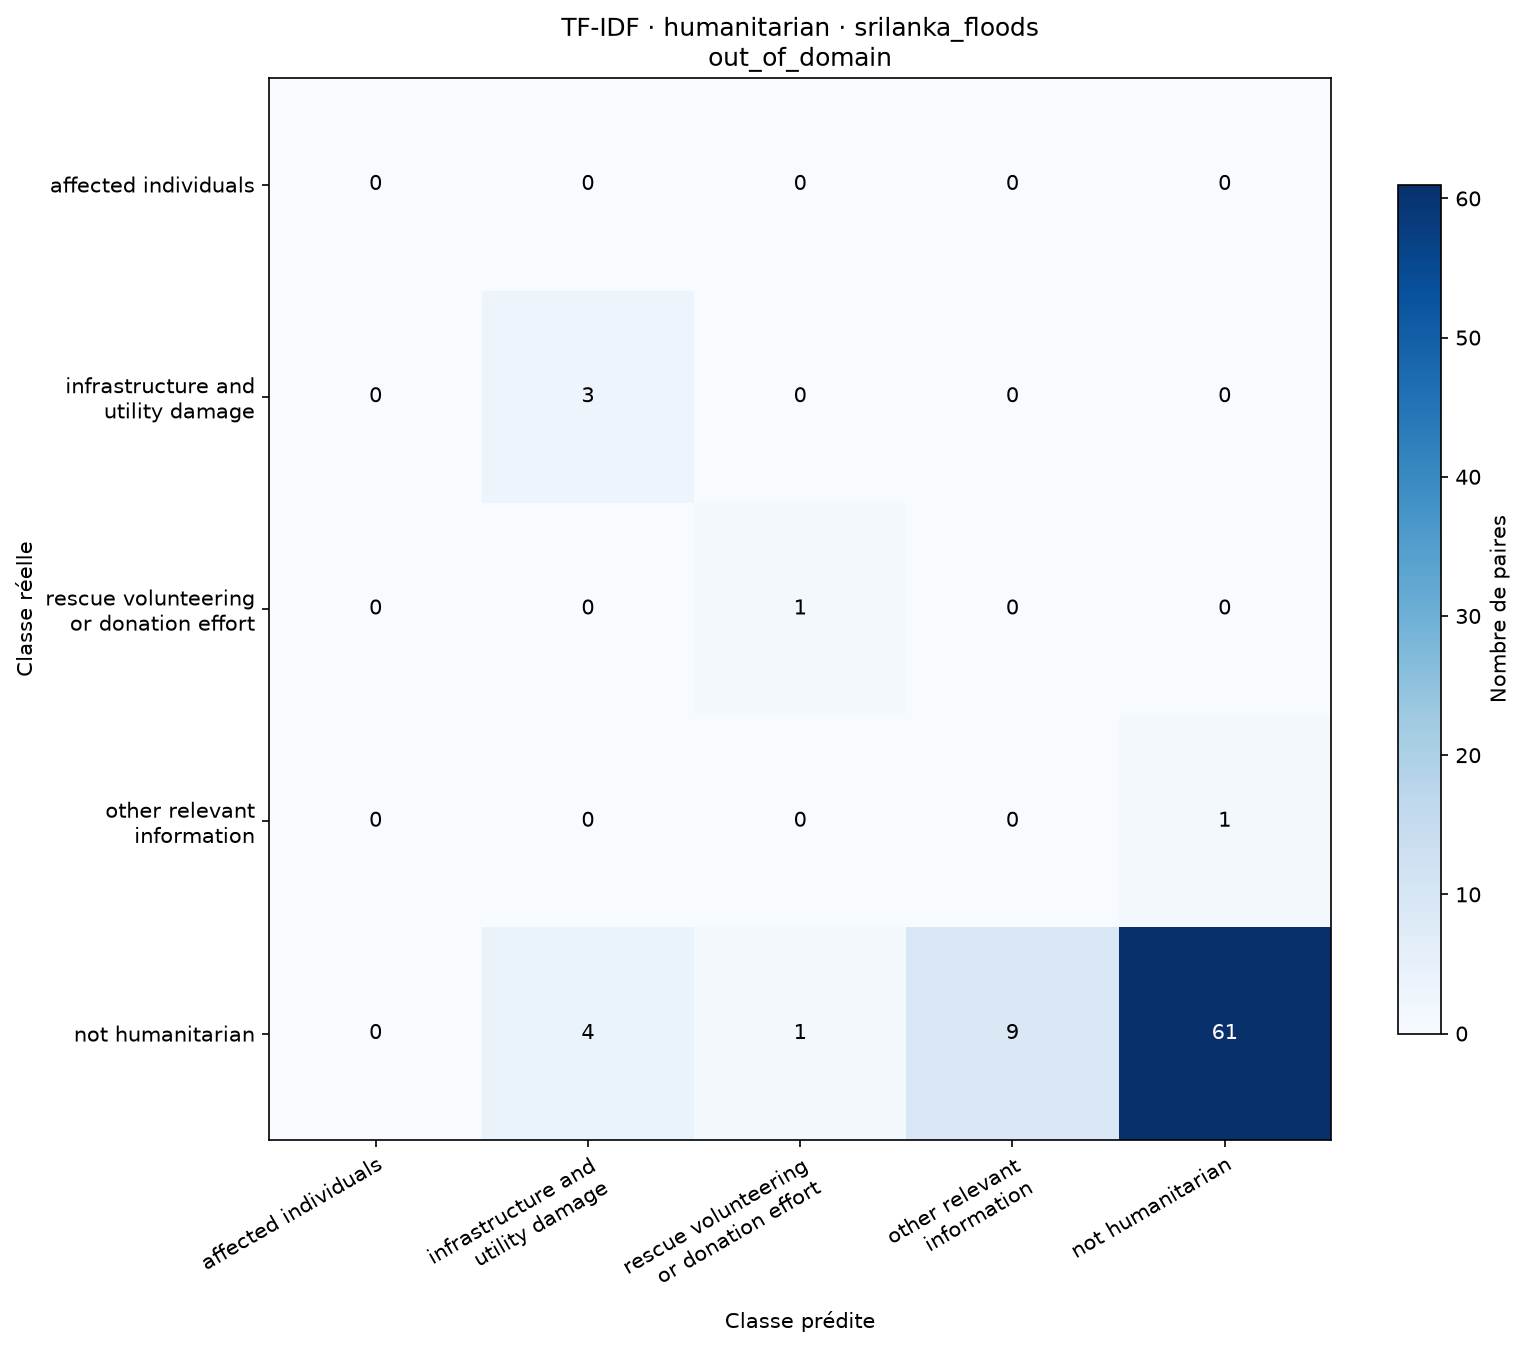 TF-IDF · humanitarian · srilanka_floods
out_of_domain
Classe réelle
affected individuals
0 0 0 0 0
infrastructure and
utility damage
0 3 0 0 0
rescue volunteering
or donation effort
0 0 1 0 0
other relevant
information
0 0 0 0 1
not humanitarian
0 4 1 9 61
affected individuals
infrastructure and
utility damage
rescue volunteering
or donation effort
other relevant
information
not humanitarian
Classe prédite
60
50
40
30
20
10
0
Nombre de paires